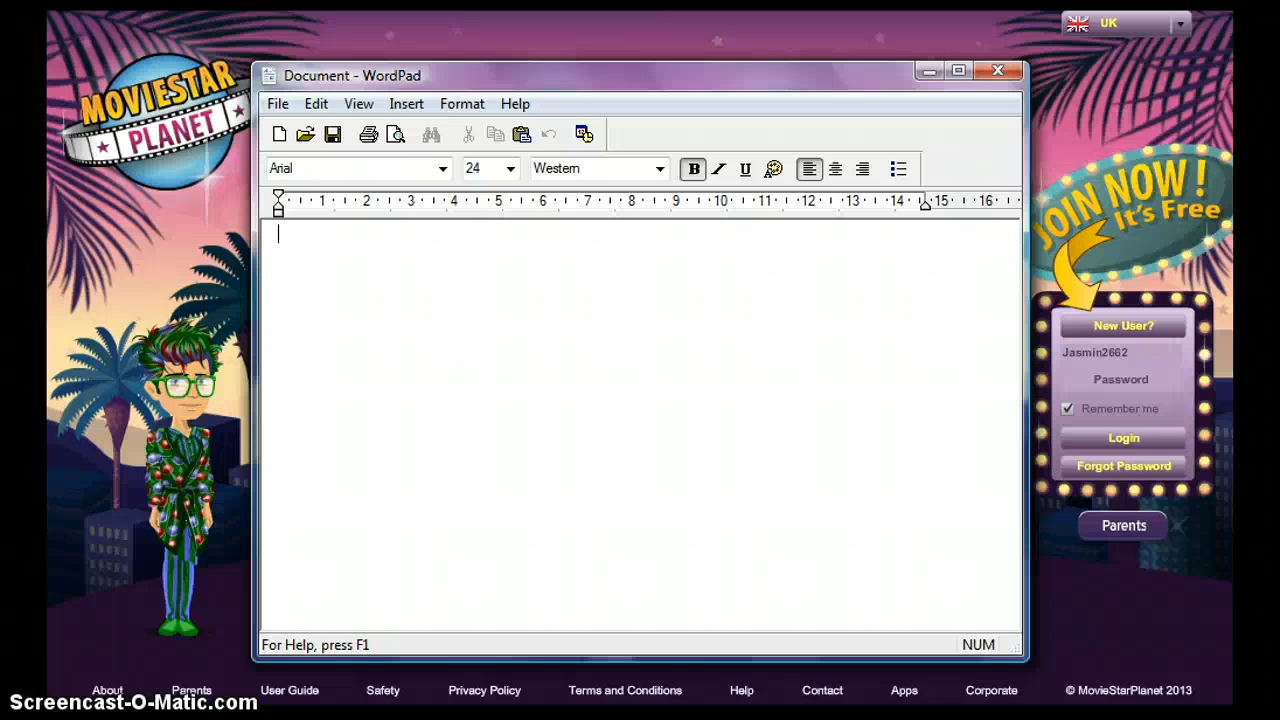 UK
MOVIESTAR
PLANET
Document - WordPad
File Edit View Insert Format Help
Arial 24 Western B U
1 2 3 4 5 6 7 8 9 10 11 12 13 14 15 16
JOIN NOW!
It's Free
New User?
Jasmin2662
Password
Remember me
Login
Forgot Password
Parents
For Help, press F1 NUM
About Parents User Guide Safety Privacy Policy Terms and Conditions Help Contact Apps Corporate © MovieStarPlanet 2013
Screencast-O-Matic.com